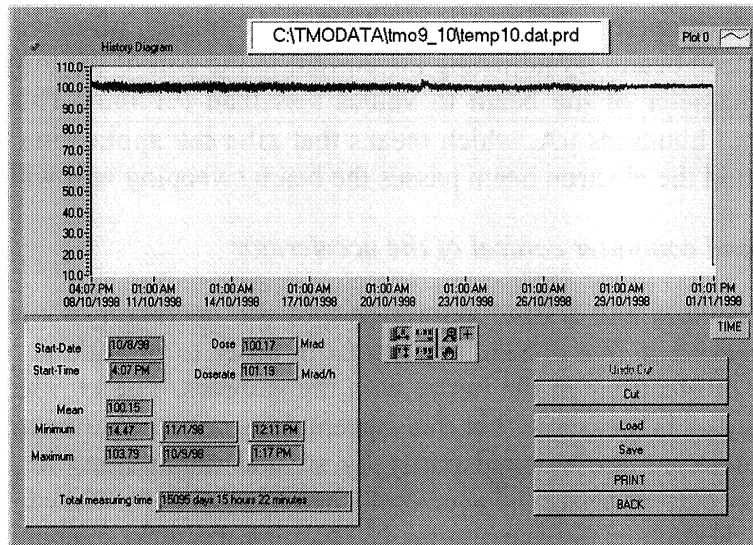 C:\TMODATA\tmo9_10\temp10.dat.prd
History Diagram
Plot 0
110.0
100.0
90.0
80.0
70.0
60.0
50.0
40.0
30.0
20.0
10.0
04:07 PM 01:00 AM 01:00 AM 01:00 AM 01:00 AM 01:00 AM 01:00 AM 01:00 AM 01:01 PM
08/10/1998 11/10/1998 14/10/1998 17/10/1998 20/10/1998 23/10/1998 26/10/1998 29/10/1998 01/11/1998
TIME
Start-Date 10/8/98 Dose 100.17 Mrad
Start-Time 4:07 PM Doserate 101.19 Mrad/h
Mean 100.15
Minimum 14.47 11/1/98 12:11 PM
Maximum 103.79 10/9/98 1:17 PM
Total measuring time 15095 days 15 hours 22 minutes
Undo Cut
Cut
Load
Save
PRINT
BACK